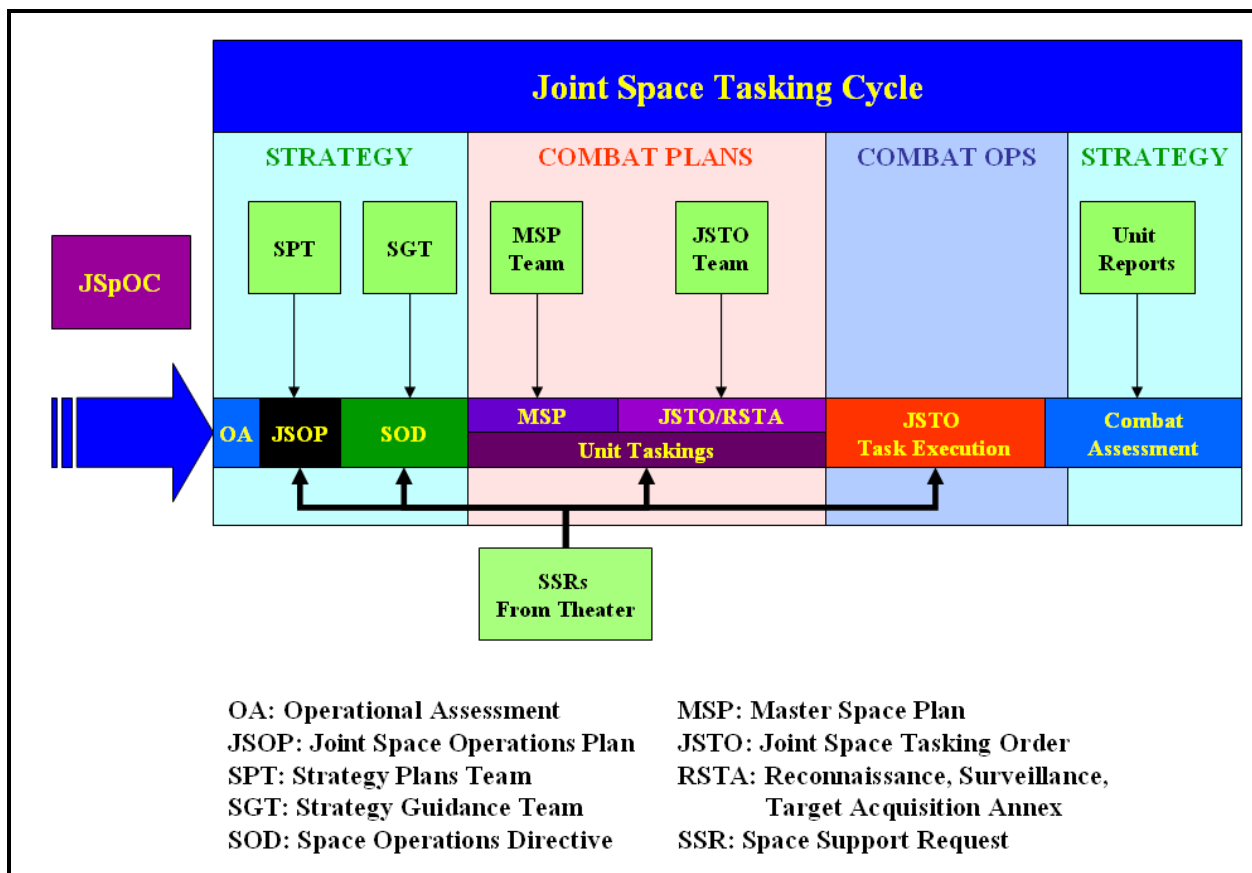 Joint Space Tasking Cycle
STRATEGY
COMBAT PLANS
COMBAT OPS
STRATEGY
JSpOC
SPT
SGT
MSP
Team
JSTO
Team
Unit
Reports
OA
JSOP
SOD
MSP
JSTO/RSTA
Unit Taskings
JSTO
Task Execution
Combat
Assessment
SSRs
From Theater
OA: Operational Assessment
JSOP: Joint Space Operations Plan
SPT: Strategy Plans Team
SGT: Strategy Guidance Team
SOD: Space Operations Directive
MSP: Master Space Plan
JSTO: Joint Space Tasking Order
RSTA: Reconnaissance, Surveillance,
Target Acquisition Annex
SSR: Space Support Request